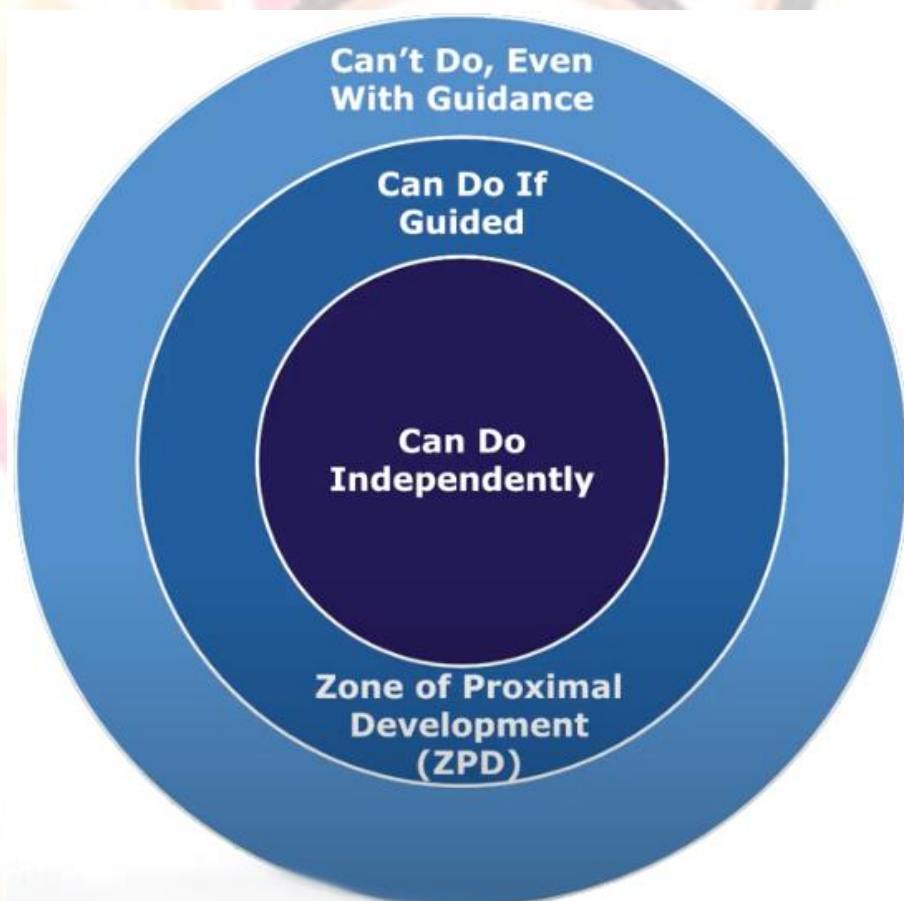 Can't Do, Even
With Guidance
Can Do If
Guided
Can Do
Independently
Zone of Proximal
Development
(ZPD)